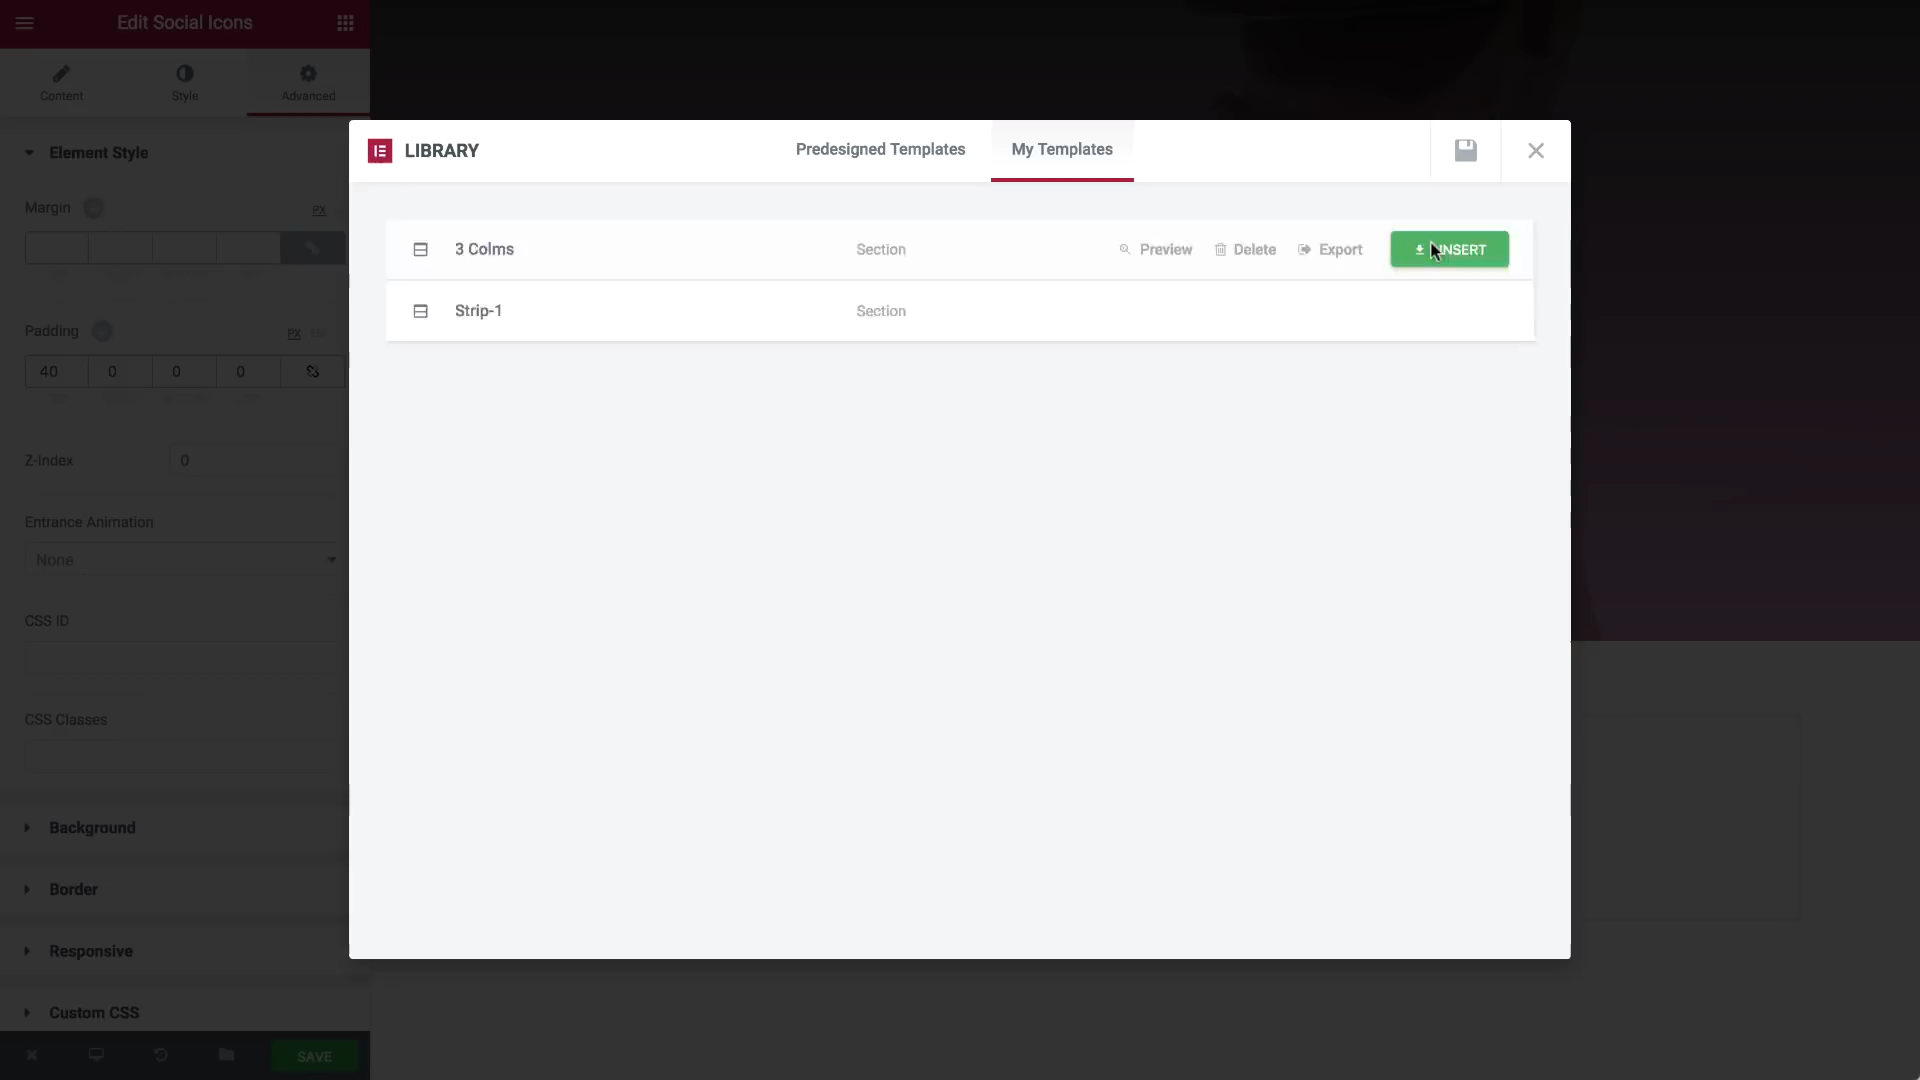 Edit Social Icons
Content
Style
Advanced
Element Style
Margin
PX
Padding
PX EM
40 0 0 0
Z-Index 0
Entrance Animation
None
CSS ID
CSS Classes
Background
Border
Responsive
Custom CSS
SAVE
LIBRARY
Predesigned Templates
My Templates
3 Colms Section Preview Delete Export INSERT
Strip-1 Section